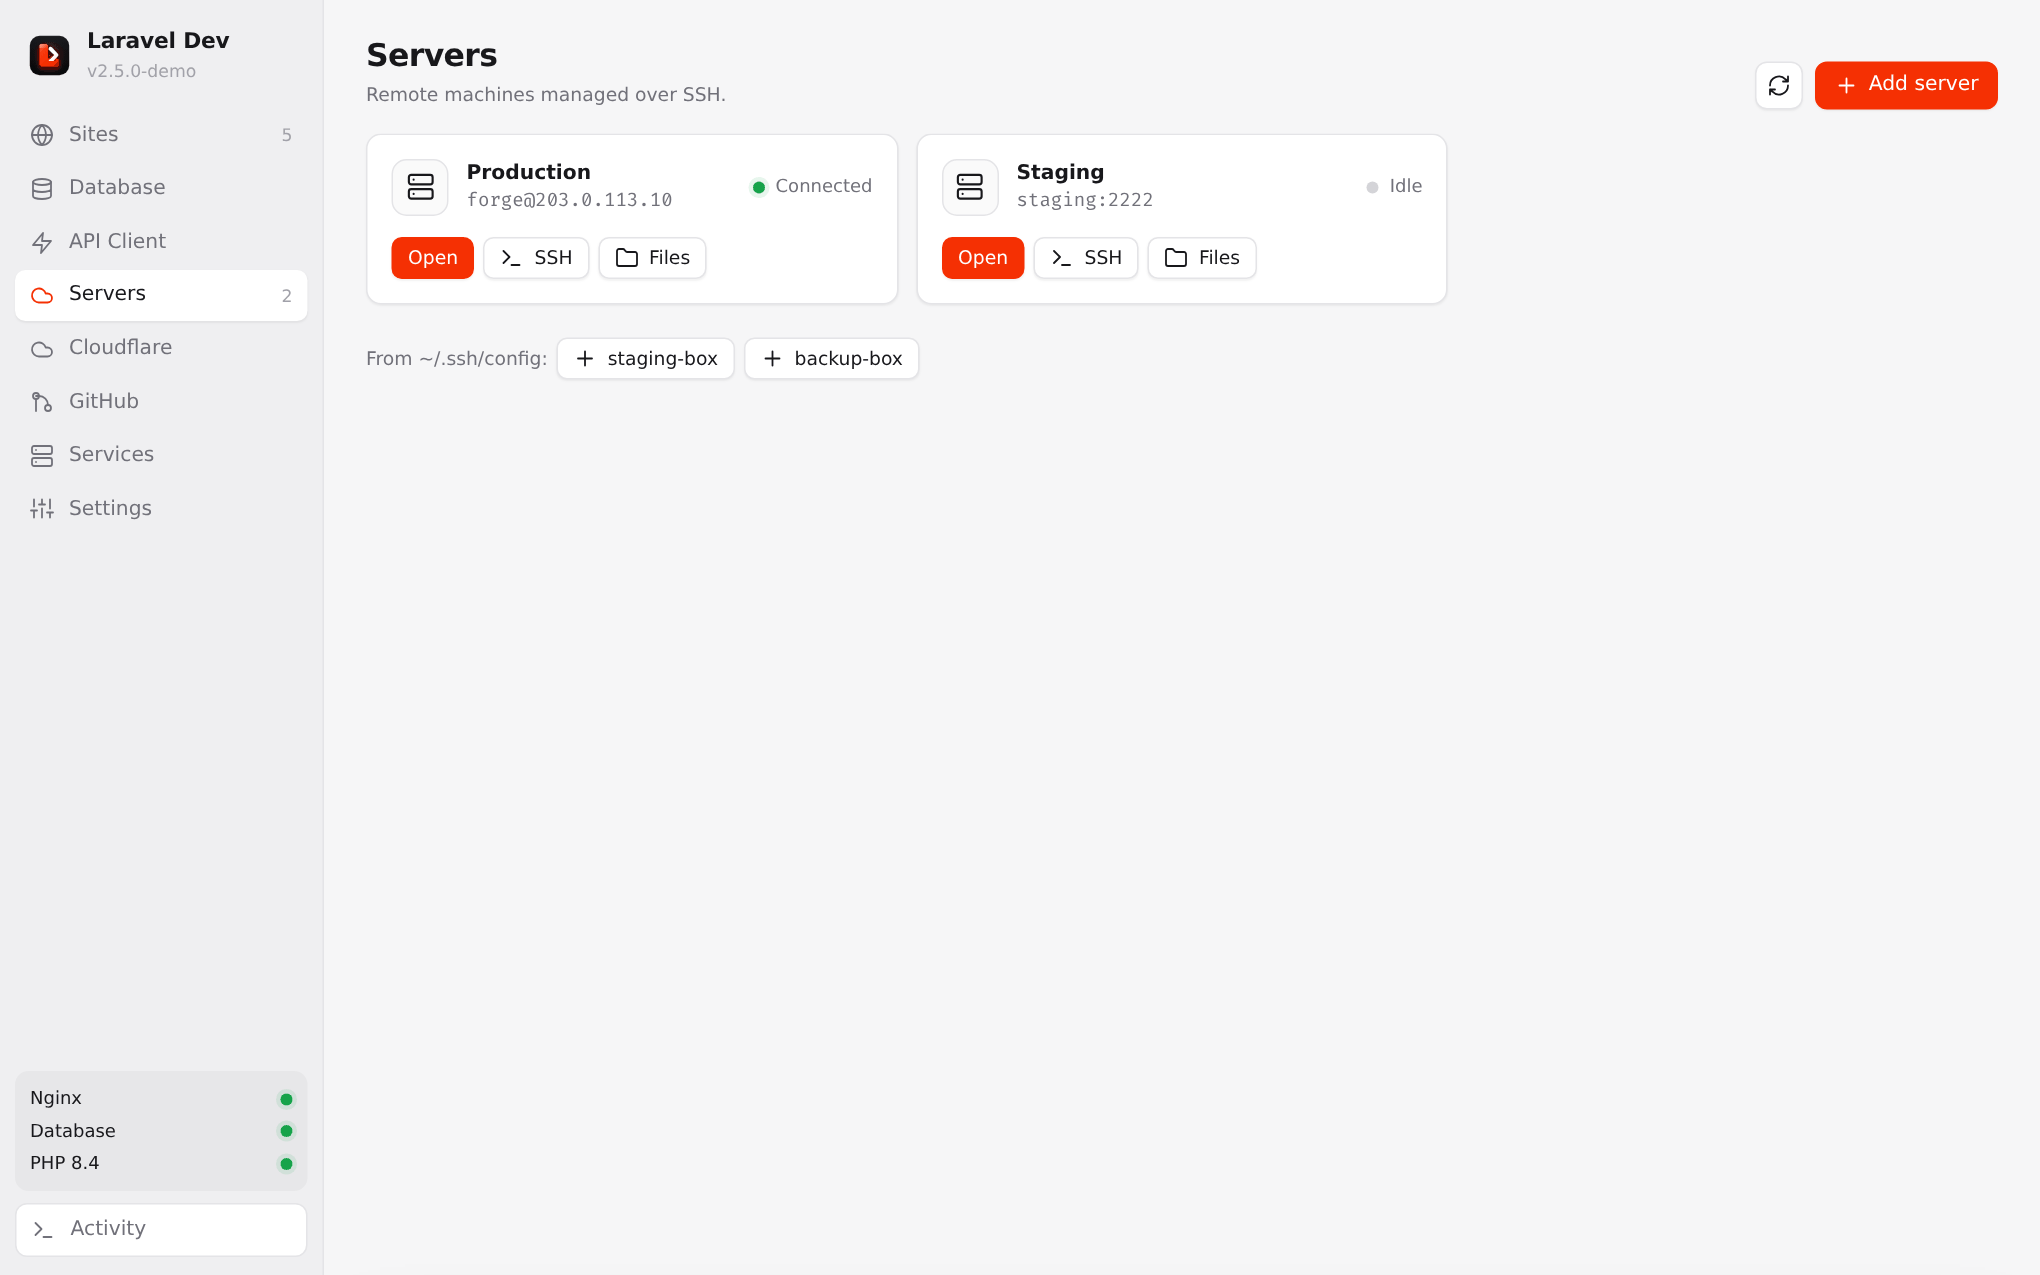 Laravel Dev
v2.5.0-demo
Sites 5
Database
API Client
Servers 2
Cloudflare
GitHub
Services
Settings
Nginx
Database
PHP 8.4
Activity
Servers
Remote machines managed over SSH.
Add server
Production
forge@203.0.113.10
Connected
Open SSH Files
Staging
staging:2222
Idle
Open SSH Files
From ~/.ssh/config: staging-box backup-box